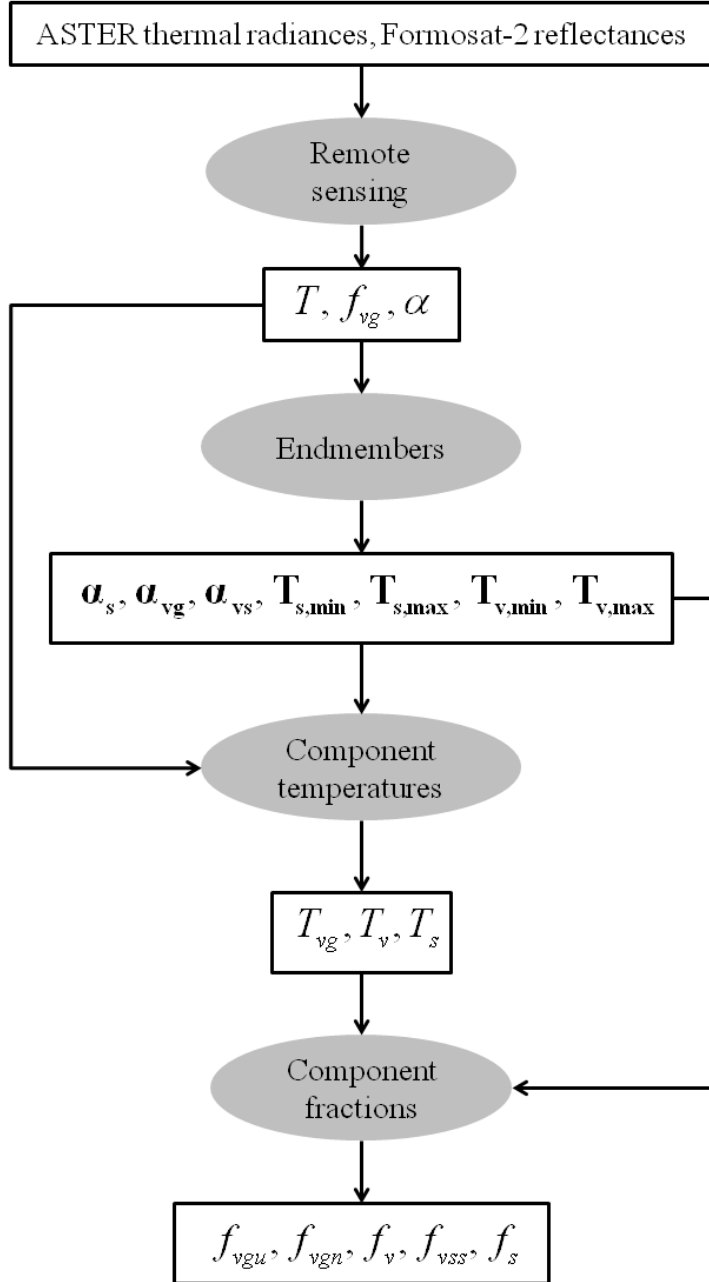 ASTER thermal radiances, Formosat-2 reflectances
Remote
sensing
T, f_vg, α
Endmembers
α_s, α_vg, α_vs, T_s,min, T_s,max, T_v,min, T_v,max
Component
temperatures
T_vg, T_v, T_s
Component
fractions
f_vgu, f_vgn, f_v, f_vss, f_s